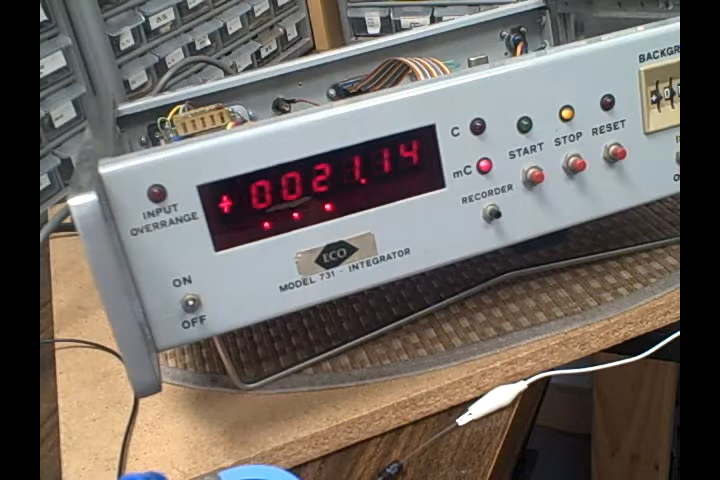 BACKGR
C
START
STOP
RESET
mC
RECORDER
+0021.14
INPUT
OVERRANGE
ECO
MODEL 731 - INTEGRATOR
ON
OFF